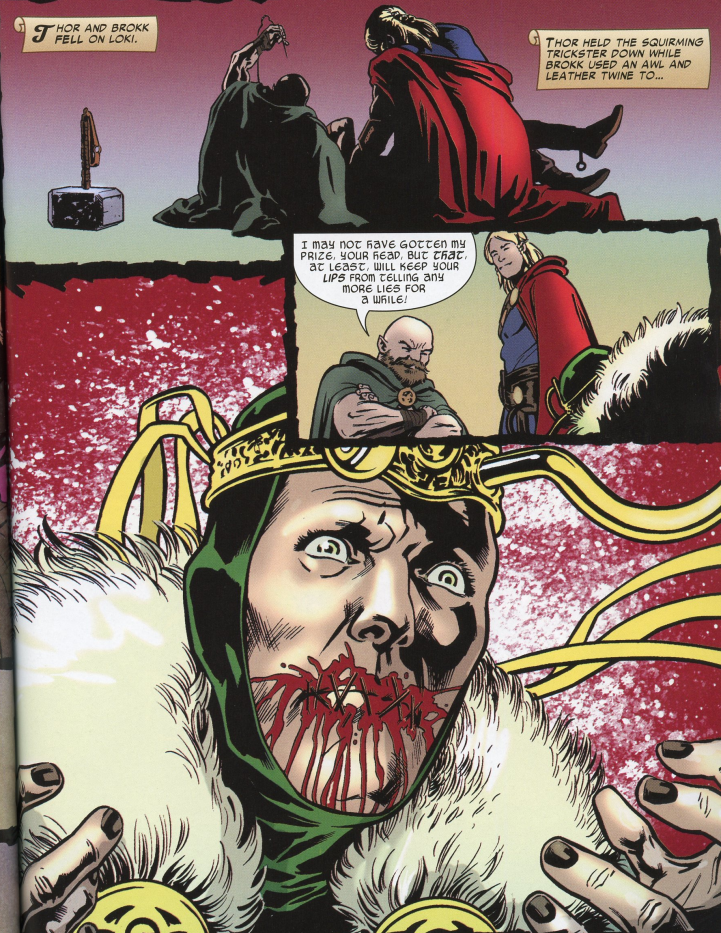 THOR AND BROKK
FELL ON LOKI.
THOR HELD THE SQUIRMING
TRICKSTER DOWN WHILE
BROKK USED AN AWL AND
LEATHER TWINE TO...
I MAY NOT HAVE GOTTEN MY
PRIZE, YOUR HEAD, BUT THAT,
AT LEAST, WILL KEEP YOUR
LIPS FROM TELLING ANY
MORE LIES FOR
A WHILE!